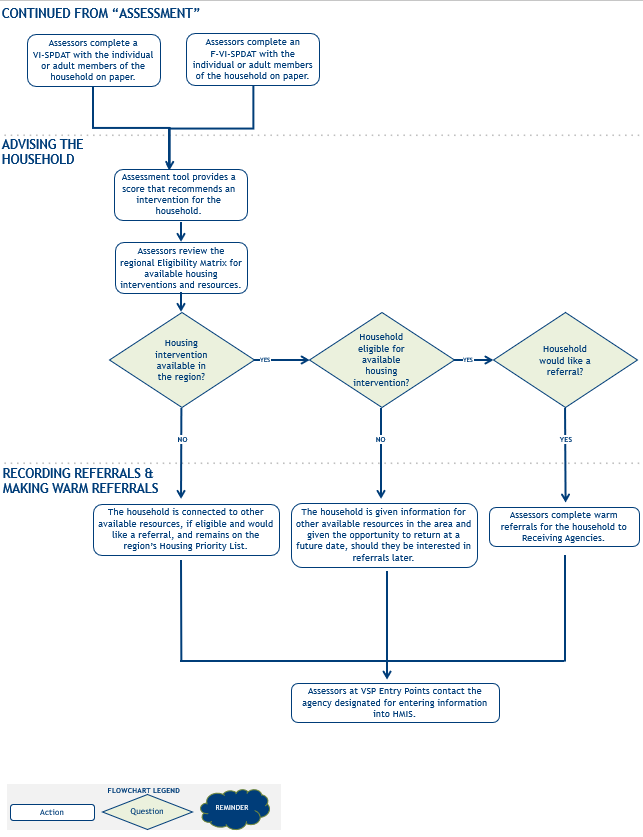 CONTINUED FROM “ASSESSMENT”
Assessors complete a
VI-SPDAT with the individual
or adult members of the
household on paper.
Assessors complete an
F-VI-SPDAT with the
individual or adult members
of the household on paper.
ADVISING THE
HOUSEHOLD
Assessment tool provides a
score that recommends an
intervention for the
household.
Assessors review the
regional Eligibility Matrix for
available housing
interventions and resources.
Housing
intervention
available in
the region?
YES
Household
eligible for
available
housing
intervention?
YES
Household
would like a
referral?
NO
NO
YES
RECORDING REFERRALS &
MAKING WARM REFERRALS
The household is connected to other
available resources, if eligible and would
like a referral, and remains on the
region's Housing Priority List.
The household is given information for
other available resources in the area and
given the opportunity to return at a
future date, should they be interested in
referrals later.
Assessors complete warm
referrals for the household to
Receiving Agencies.
Assessors at VSP Entry Points contact the
agency designated for entering information
into HMIS.
FLOWCHART LEGEND
Action
Question
REMINDER